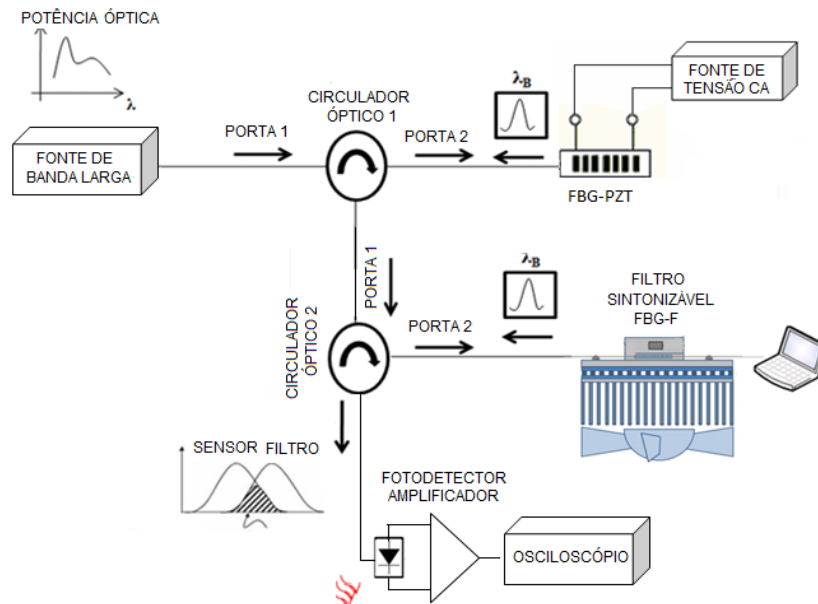 POTÊNCIA ÓPTICA
λ
FONTE DE
BANDA LARGA
PORTA 1
CIRCULADOR
ÓPTICO 1
PORTA 2
λB
FBG-PZT
FONTE DE
TENSÃO CA
PORTA 1
CIRCULADOR
ÓPTICO 2
PORTA 2
λB
FILTRO
SINTONIZÁVEL
FBG-F
SENSOR FILTRO
FOTODETECTOR
AMPLIFICADOR
OSCILOSCÓPIO